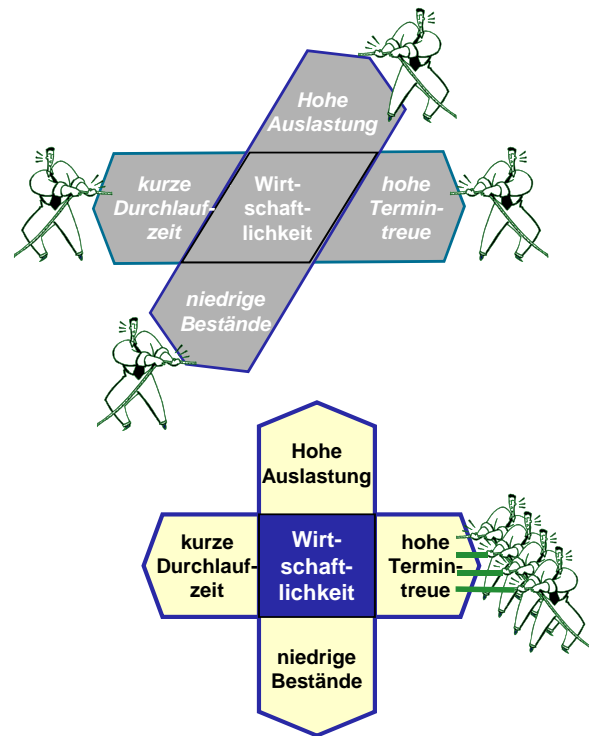 Hohe
Auslastung
kurze
Durchlauf-
zeit
Wirt-
schaft-
lichkeit
hohe
Termin-
treue
niedrige
Bestände
Hohe
Auslastung
kurze
Durchlauf-
zeit
Wirt-
schaft-
lichkeit
hohe
Termin-
treue
niedrige
Bestände